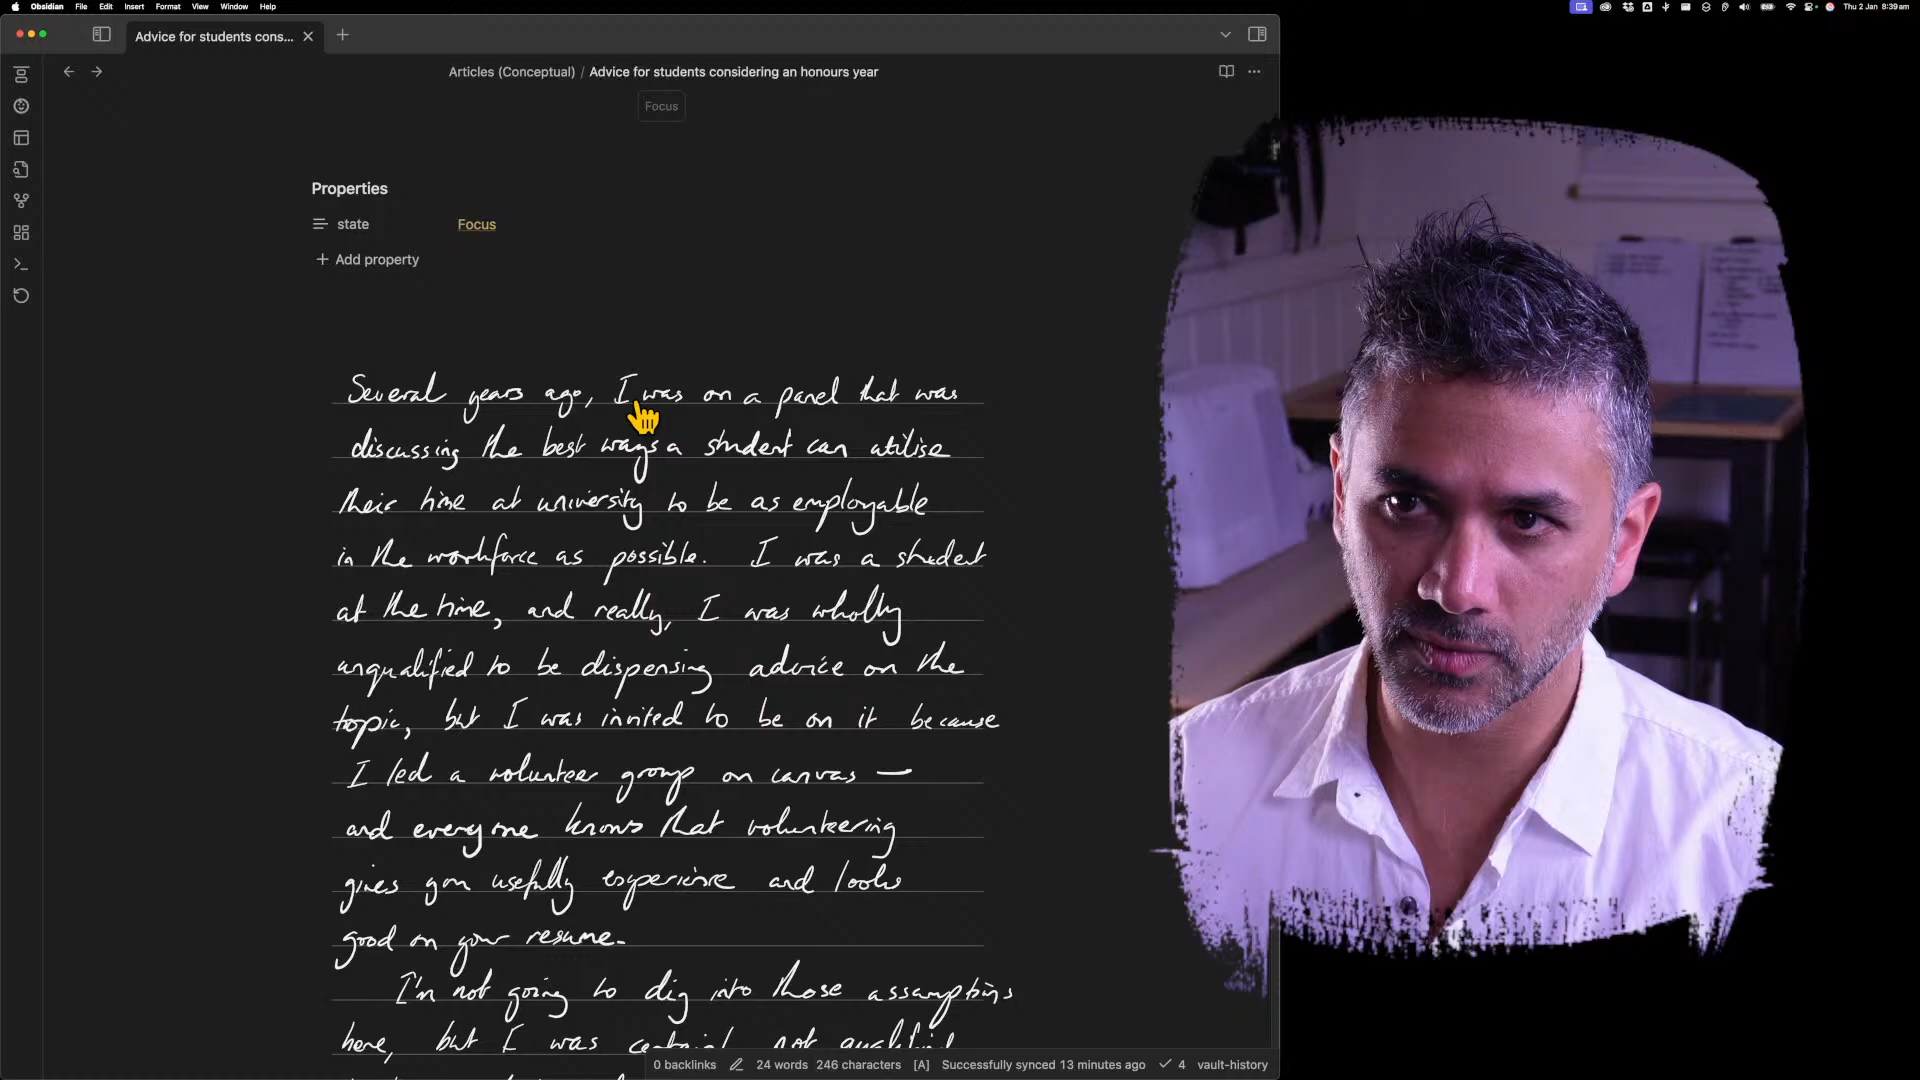 Obsidian File Edit Insert Format View Window Help
Thu 2 Jan 8:39am
Advice for students cons...
Articles (Conceptual) / Advice for students considering an honours year
Focus
Properties
state Focus
Add property
Several years ago, I was on a panel that was
discussing the best ways a student can utilise
their time at university to be as employable
in the workforce as possible. I was a student
at the time, and really, I was wholly
unqualified to be dispensing advice on the
topic, but I was invited to be on it because
I led a volunteer group on canvas —
and everyone knows that volunteering
gives you usefully experience and looks
good on your resume.
I'm not going to dig into those assumptions
here, but I was not qualified
0 backlinks 24 words 246 characters [A] Successfully synced 13 minutes ago 4 vault-history